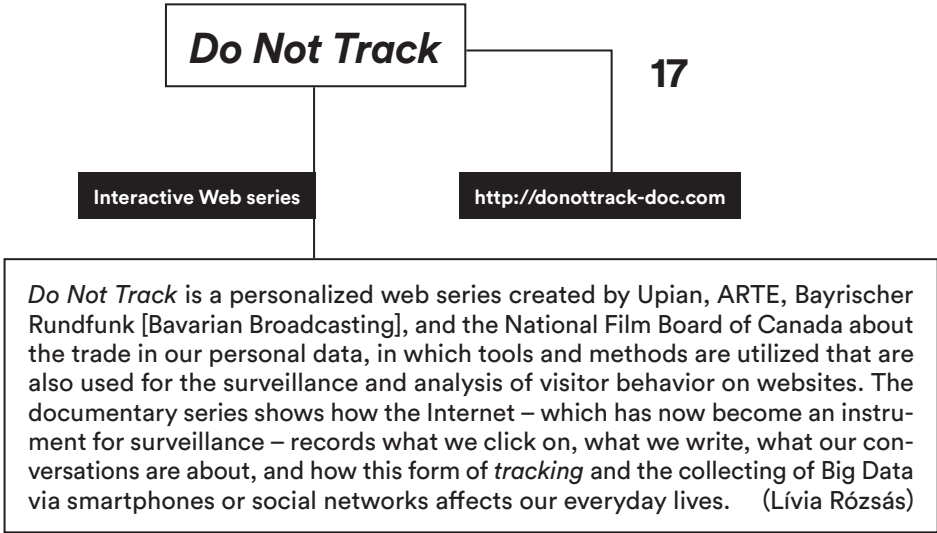 Do Not Track
17
Interactive Web series
http://donottrack-doc.com
Do Not Track is a personalized web series created by Upian, ARTE, Bayrischer
Rundfunk [Bavarian Broadcasting], and the National Film Board of Canada about
the trade in our personal data, in which tools and methods are utilized that are
also used for the surveillance and analysis of visitor behavior on websites. The
documentary series shows how the Internet – which has now become an instru-
ment for surveillance – records what we click on, what we write, what our con-
versations are about, and how this form of tracking and the collecting of Big Data
via smartphones or social networks affects our everyday lives. (Lívia Rózsás)